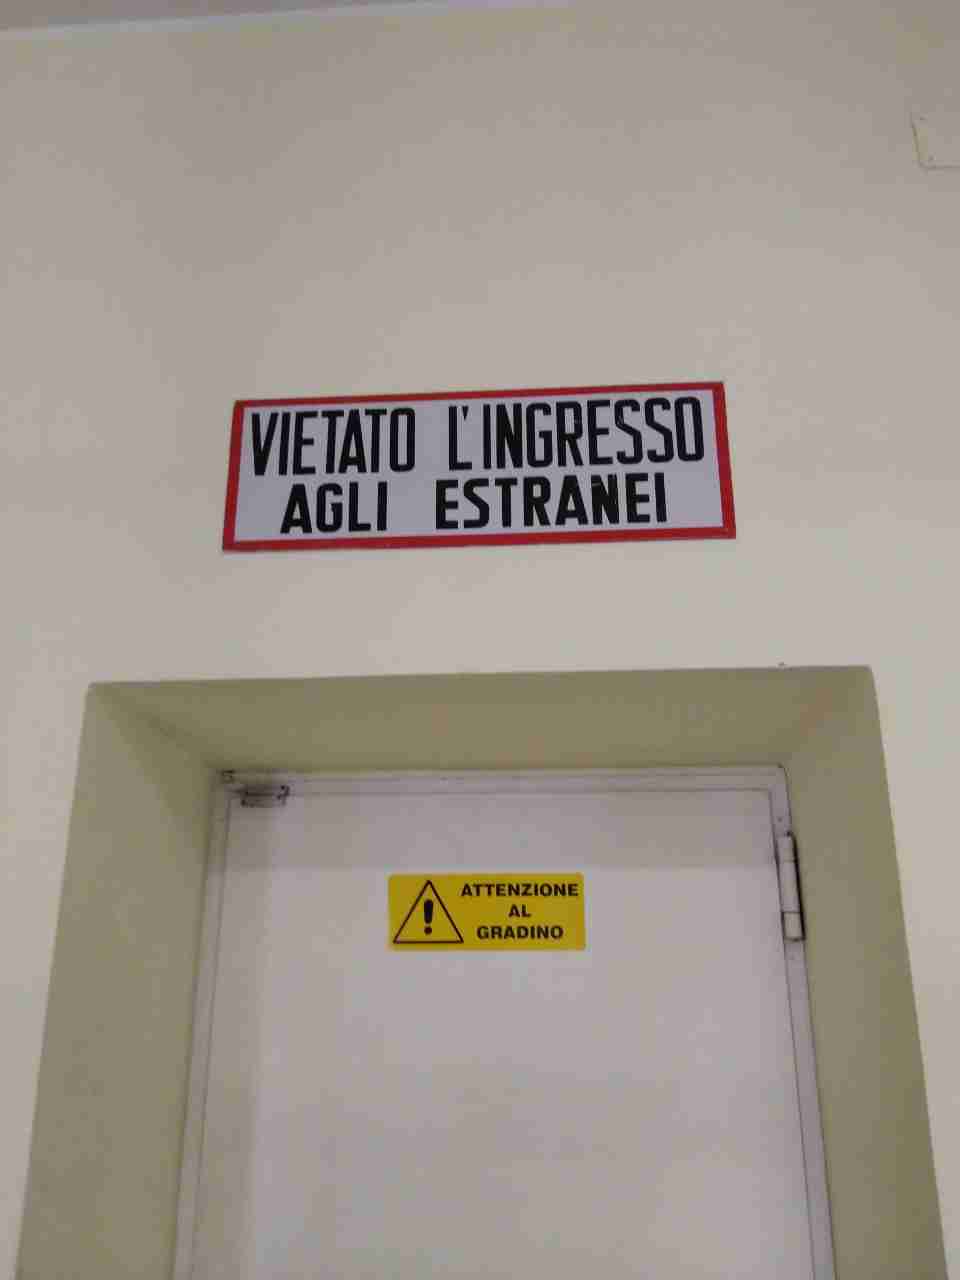 VIETATO L'INGRESSO
AGLI ESTRANEI
ATTENZIONE
AL
GRADINO